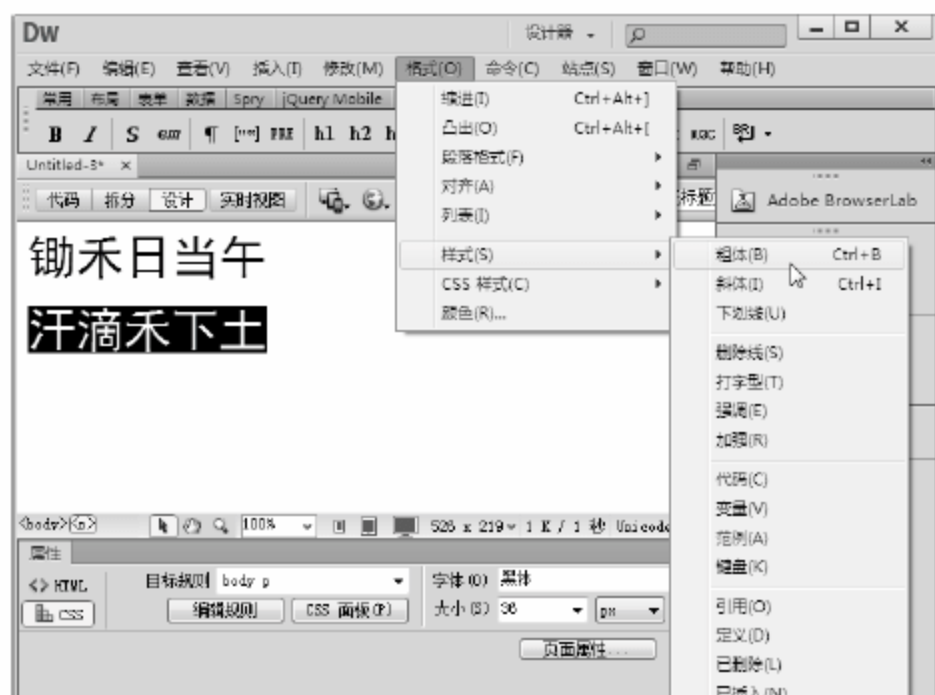 Dw 设计器
文件(F) 编辑(E) 查看(V) 插入(I) 修改(M) 格式(O) 命令(C) 站点(S) 窗口(W) 帮助(H)
常用 布局 表单 数据 Spry jQuery Mobile
B I S em ¶ [""] PRE h1 h2 h
Untitled-3* ×
代码 拆分 设计 实时视图 标题 Adobe BrowserLab
锄禾日当午
汗滴禾下土
缩进(I) Ctrl+Alt+]
凸出(O) Ctrl+Alt+[
段落格式(F)
对齐(A)
列表(I)
样式(S)
CSS 样式(C)
颜色(R)...
粗体(B) Ctrl+B
斜体(I) Ctrl+I
下划线(U)
删除线(S)
打字型(T)
强调(E)
加强(R)
代码(C)
变量(V)
范例(A)
键盘(K)
引用(O)
定义(D)
已删除(L)
已插入(N)
<body><p> 100% 526 x 219 1 K / 1 秒 Unicode
属性
<> HTML 目标规则 body p 字体(O) 黑体
CSS 编辑规则 CSS 面板(P) 大小(S) 36 px
页面属性...